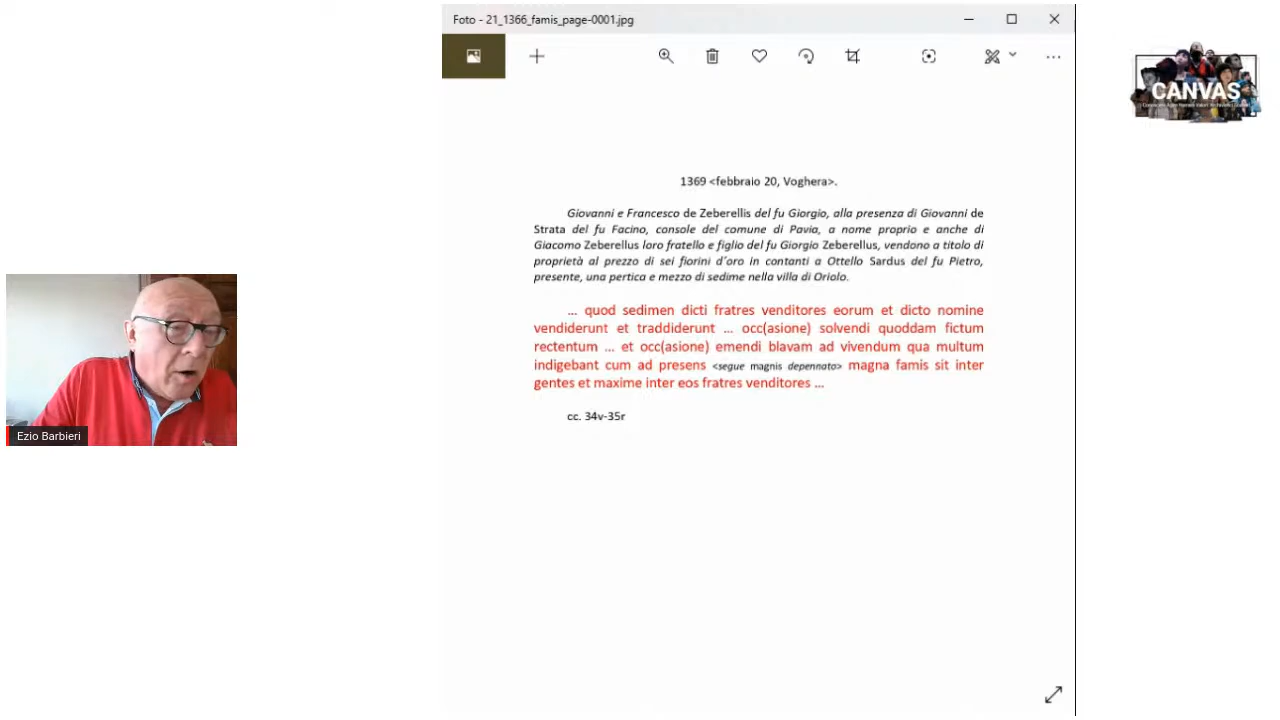 Foto - 21_1366_famis_page-0001.jpg
CANVAS
1369 <febbraio 20, Voghera>.
Giovanni e Francesco de Zeberellis del fu Giorgio, alla presenza di Giovanni de
Strata del fu Facino, console del comune di Pavia, a nome proprio e anche di
Giacomo Zeberellus loro fratello e figlio del fu Giorgio Zeberellus, vendono a titolo di
proprietà al prezzo di sei fiorini d'oro in contanti a Ottello Sardus del fu Pietro,
presente, una pertica e mezzo di sedime nella villa di Oriolo.
... quod sedimen dicti fratres venditores eorum et dicto nomine
vendiderunt et traddiderunt ... occ(asione) solvendi quoddam fictum
rectentum ... et occ(asione) emendi blavam ad vivendum qua multum
indigebant cum ad presens <segue magnis depennato> magna famis sit inter
gentes et maxime inter eos fratres venditores ...
cc. 34v-35r
Ezio Barbieri